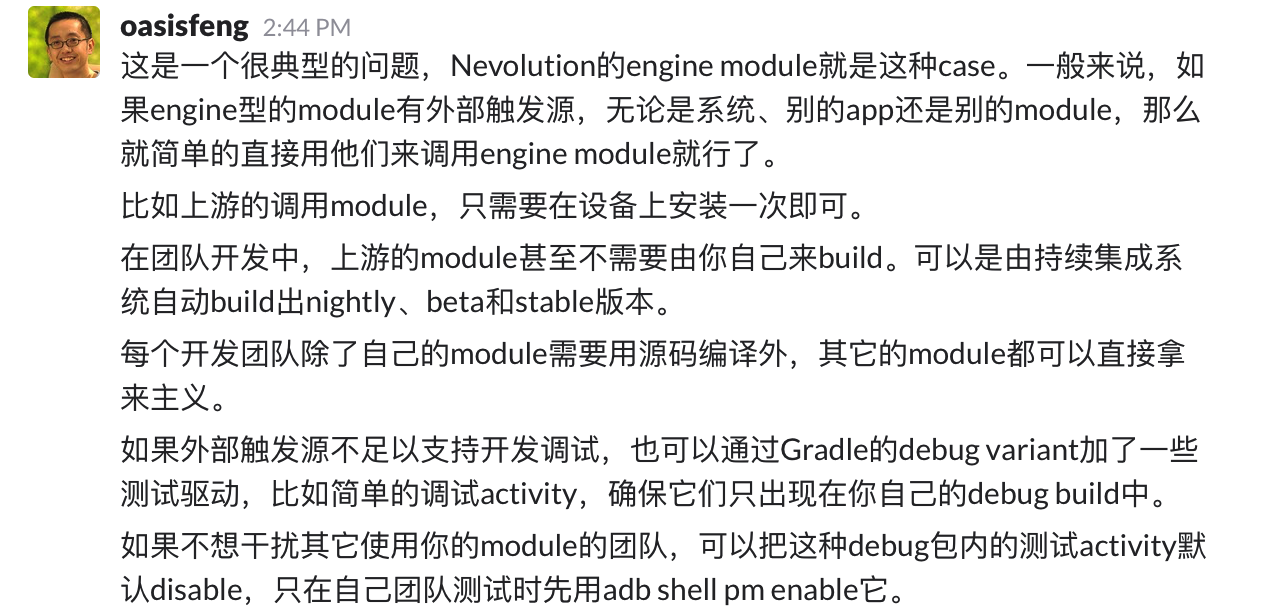 oasisfeng 2:44 PM
这是一个很典型的问题，Nevolution的engine module就是这种case。一般来说，如
果engine型的module有外部触发源，无论是系统、别的app还是别的module，那么
就简单的直接用他们来调用engine module就行了。
比如上游的调用module，只需要在设备上安装一次即可。
在团队开发中，上游的module甚至不需要由你自己来build。可以是由持续集成系
统自动build出nightly、beta和stable版本。
每个开发团队除了自己的module需要用源码编译外，其它的module都可以直接拿
来主义。
如果外部触发源不足以支持开发调试，也可以通过Gradle的debug variant加了一些
测试驱动，比如简单的调试activity，确保它们只出现在你自己的debug build中。
如果不想干扰其它使用你的module的团队，可以把这种debug包内的测试activity默
认disable，只在自己团队测试时先用adb shell pm enable它。